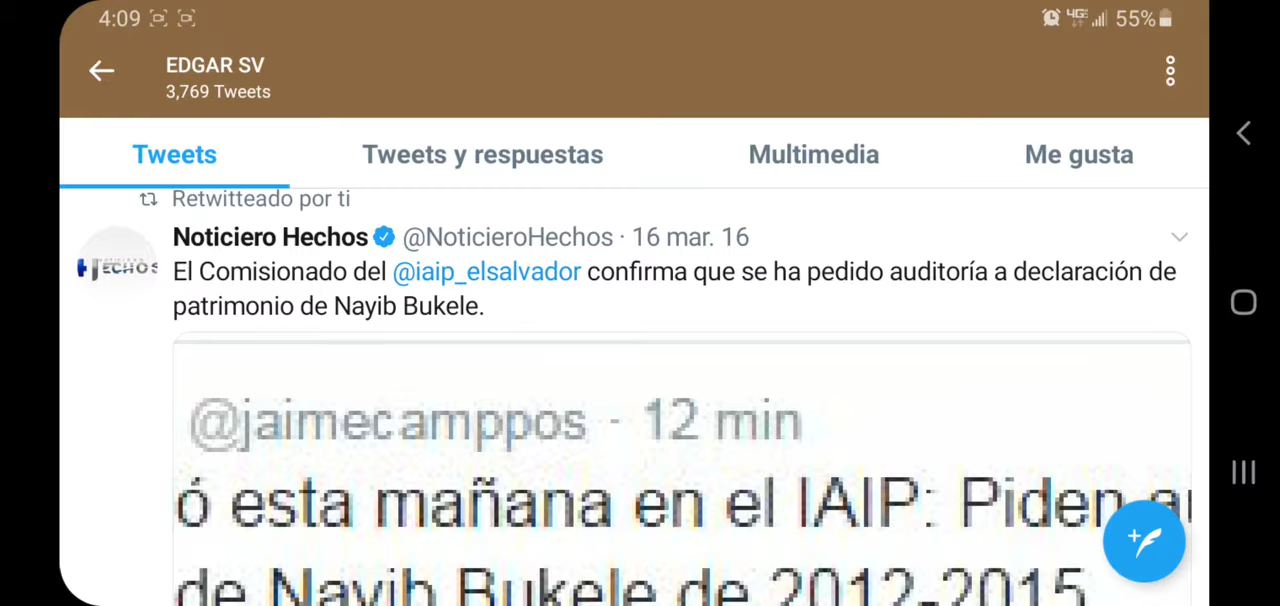 4:09 4G 55%
EDGAR SV
3,769 Tweets
Tweets Tweets y respuestas Multimedia Me gusta
Retwitteado por ti
Noticiero Hechos @NoticieroHechos · 16 mar. 16
HECHOS
El Comisionado del @iaip_elsalvador confirma que se ha pedido auditoría a declaración de
patrimonio de Nayib Bukele.
@jaimecamppos · 12 min
ó esta mañana en el IAIP: Piden
de Nayib Bukele de 2012-2015